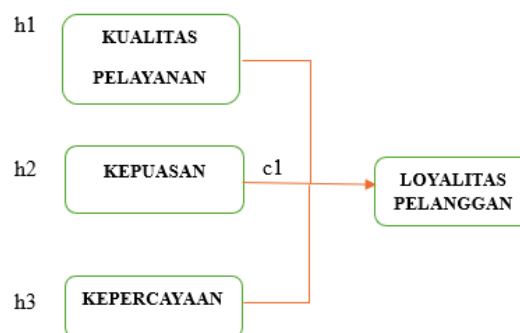 h1
KUALITAS
PELAYANAN
h2
KEPUASAN
c1
LOYALITAS
PELANGGAN
h3
KEPERCAYAAN